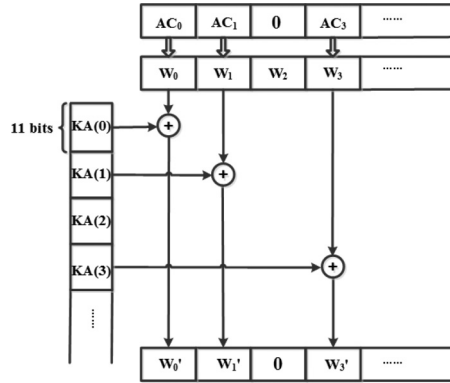 AC₀ AC₁ 0 AC₃ ......
W₀ W₁ W₂ W₃ ......
11 bits KA(0) +
KA(1) +
KA(2)
KA(3) +
......
W₀' W₁' 0 W₃' ......